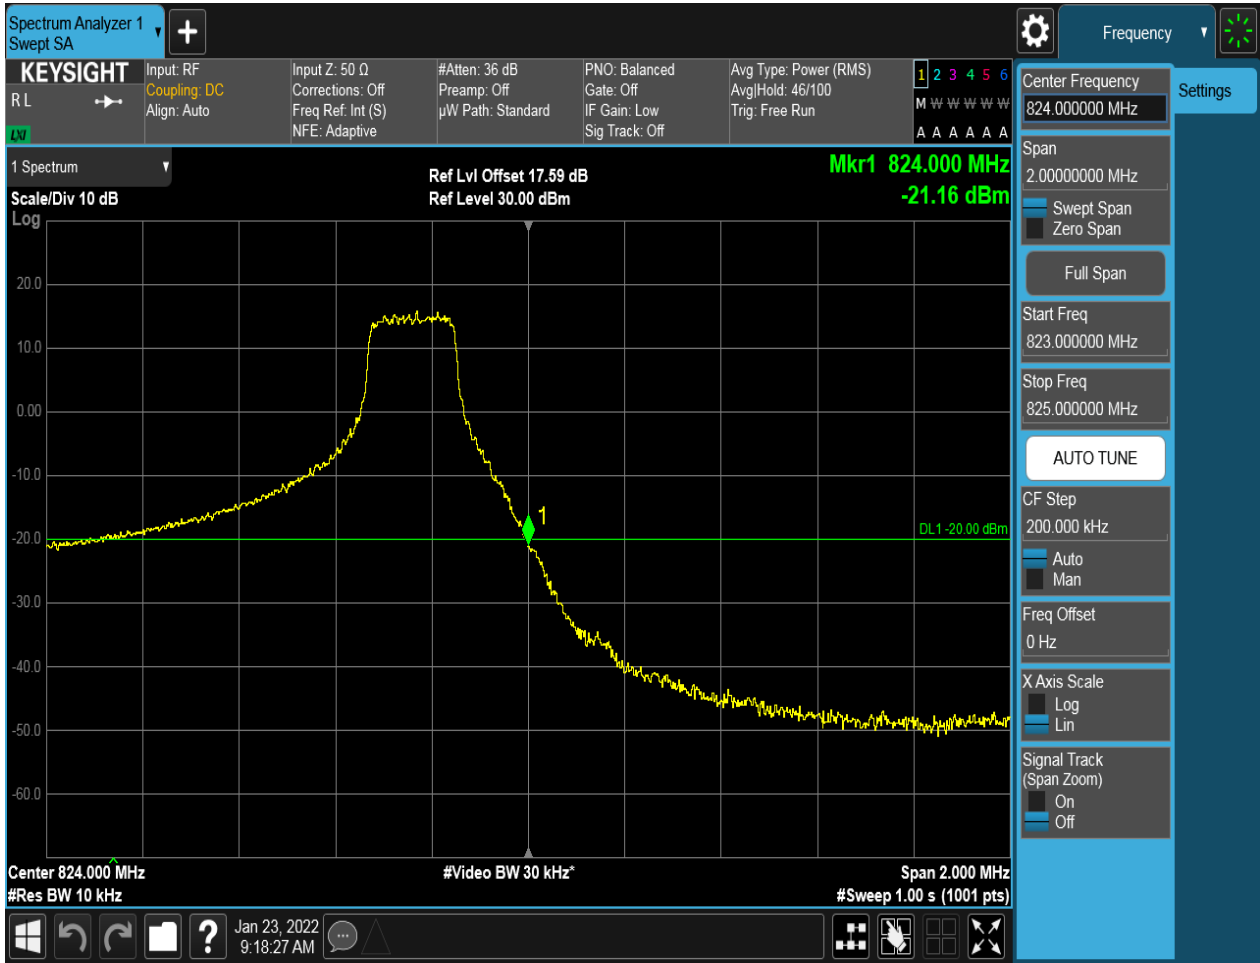 Spectrum Analyzer 1
Swept SA
+
Frequency
KEYSIGHT
R L
LXI
Input: RF
Coupling: DC
Align: Auto
Input Z: 50 Ω
Corrections: Off
Freq Ref: Int (S)
NFE: Adaptive
#Atten: 36 dB
Preamp: Off
µW Path: Standard
PNO: Balanced
Gate: Off
IF Gain: Low
Sig Track: Off
Avg Type: Power (RMS)
Avg|Hold: 46/100
Trig: Free Run
1 2 3 4 5 6
M W W W W W
A A A A A A
1 Spectrum
Scale/Div 10 dB
Log
Ref Lvl Offset 17.59 dB
Ref Level 30.00 dBm
Mkr1 824.000 MHz
-21.16 dBm
20.0
10.0
0.00
-10.0
-20.0
-30.0
-40.0
-50.0
-60.0
1
DL1 -20.00 dBm
Center 824.000 MHz
#Video BW 30 kHz*
Span 2.000 MHz
#Res BW 10 kHz
#Sweep 1.00 s (1001 pts)
Center Frequency
824.000000 MHz
Settings
Span
2.00000000 MHz
Swept Span
Zero Span
Full Span
Start Freq
823.000000 MHz
Stop Freq
825.000000 MHz
AUTO TUNE
CF Step
200.000 kHz
Auto
Man
Freq Offset
0 Hz
X Axis Scale
Log
Lin
Signal Track
(Span Zoom)
On
Off
?
Jan 23, 2022
9:18:27 AM